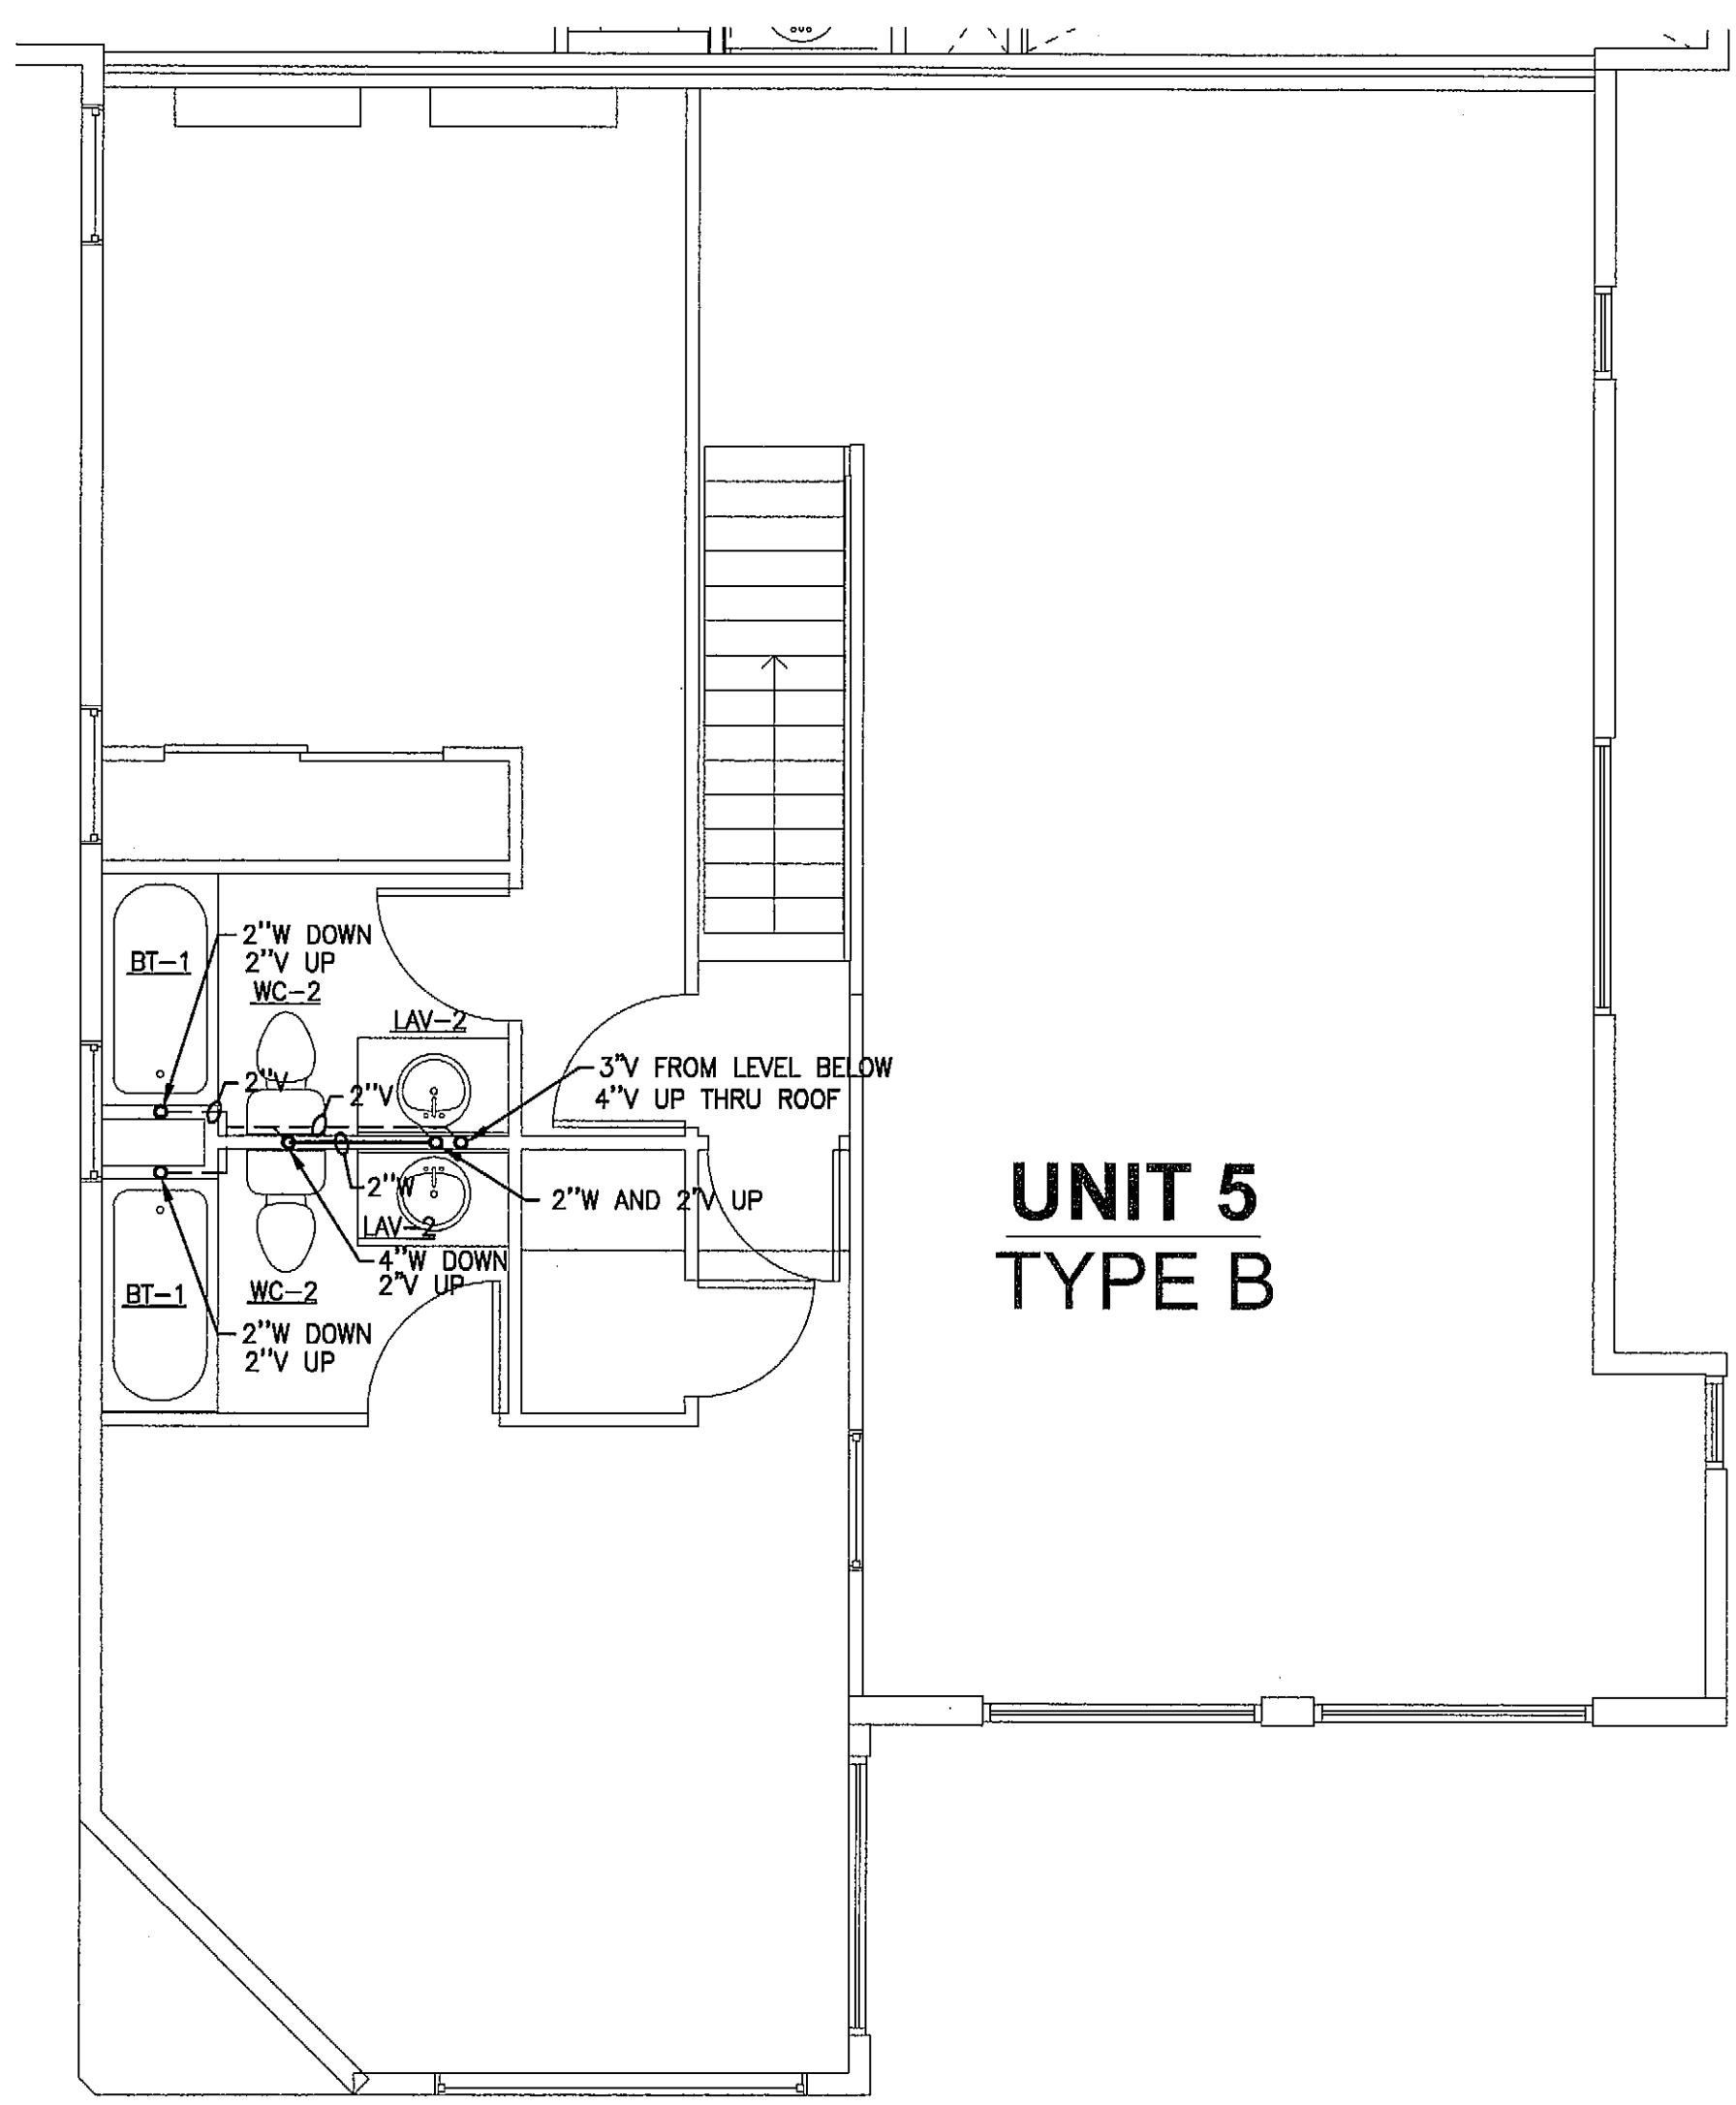 2"W DOWN
2"V UP
BT-1
WC-2
LAV-2
3"V FROM LEVEL BELOW
4"V UP THRU ROOF
2"V
2"V
2"W
2"W AND 2"V UP
LAV-2
4"W DOWN
2"V UP
BT-1
WC-2
2"W DOWN
2"V UP
UNIT 5
TYPE B